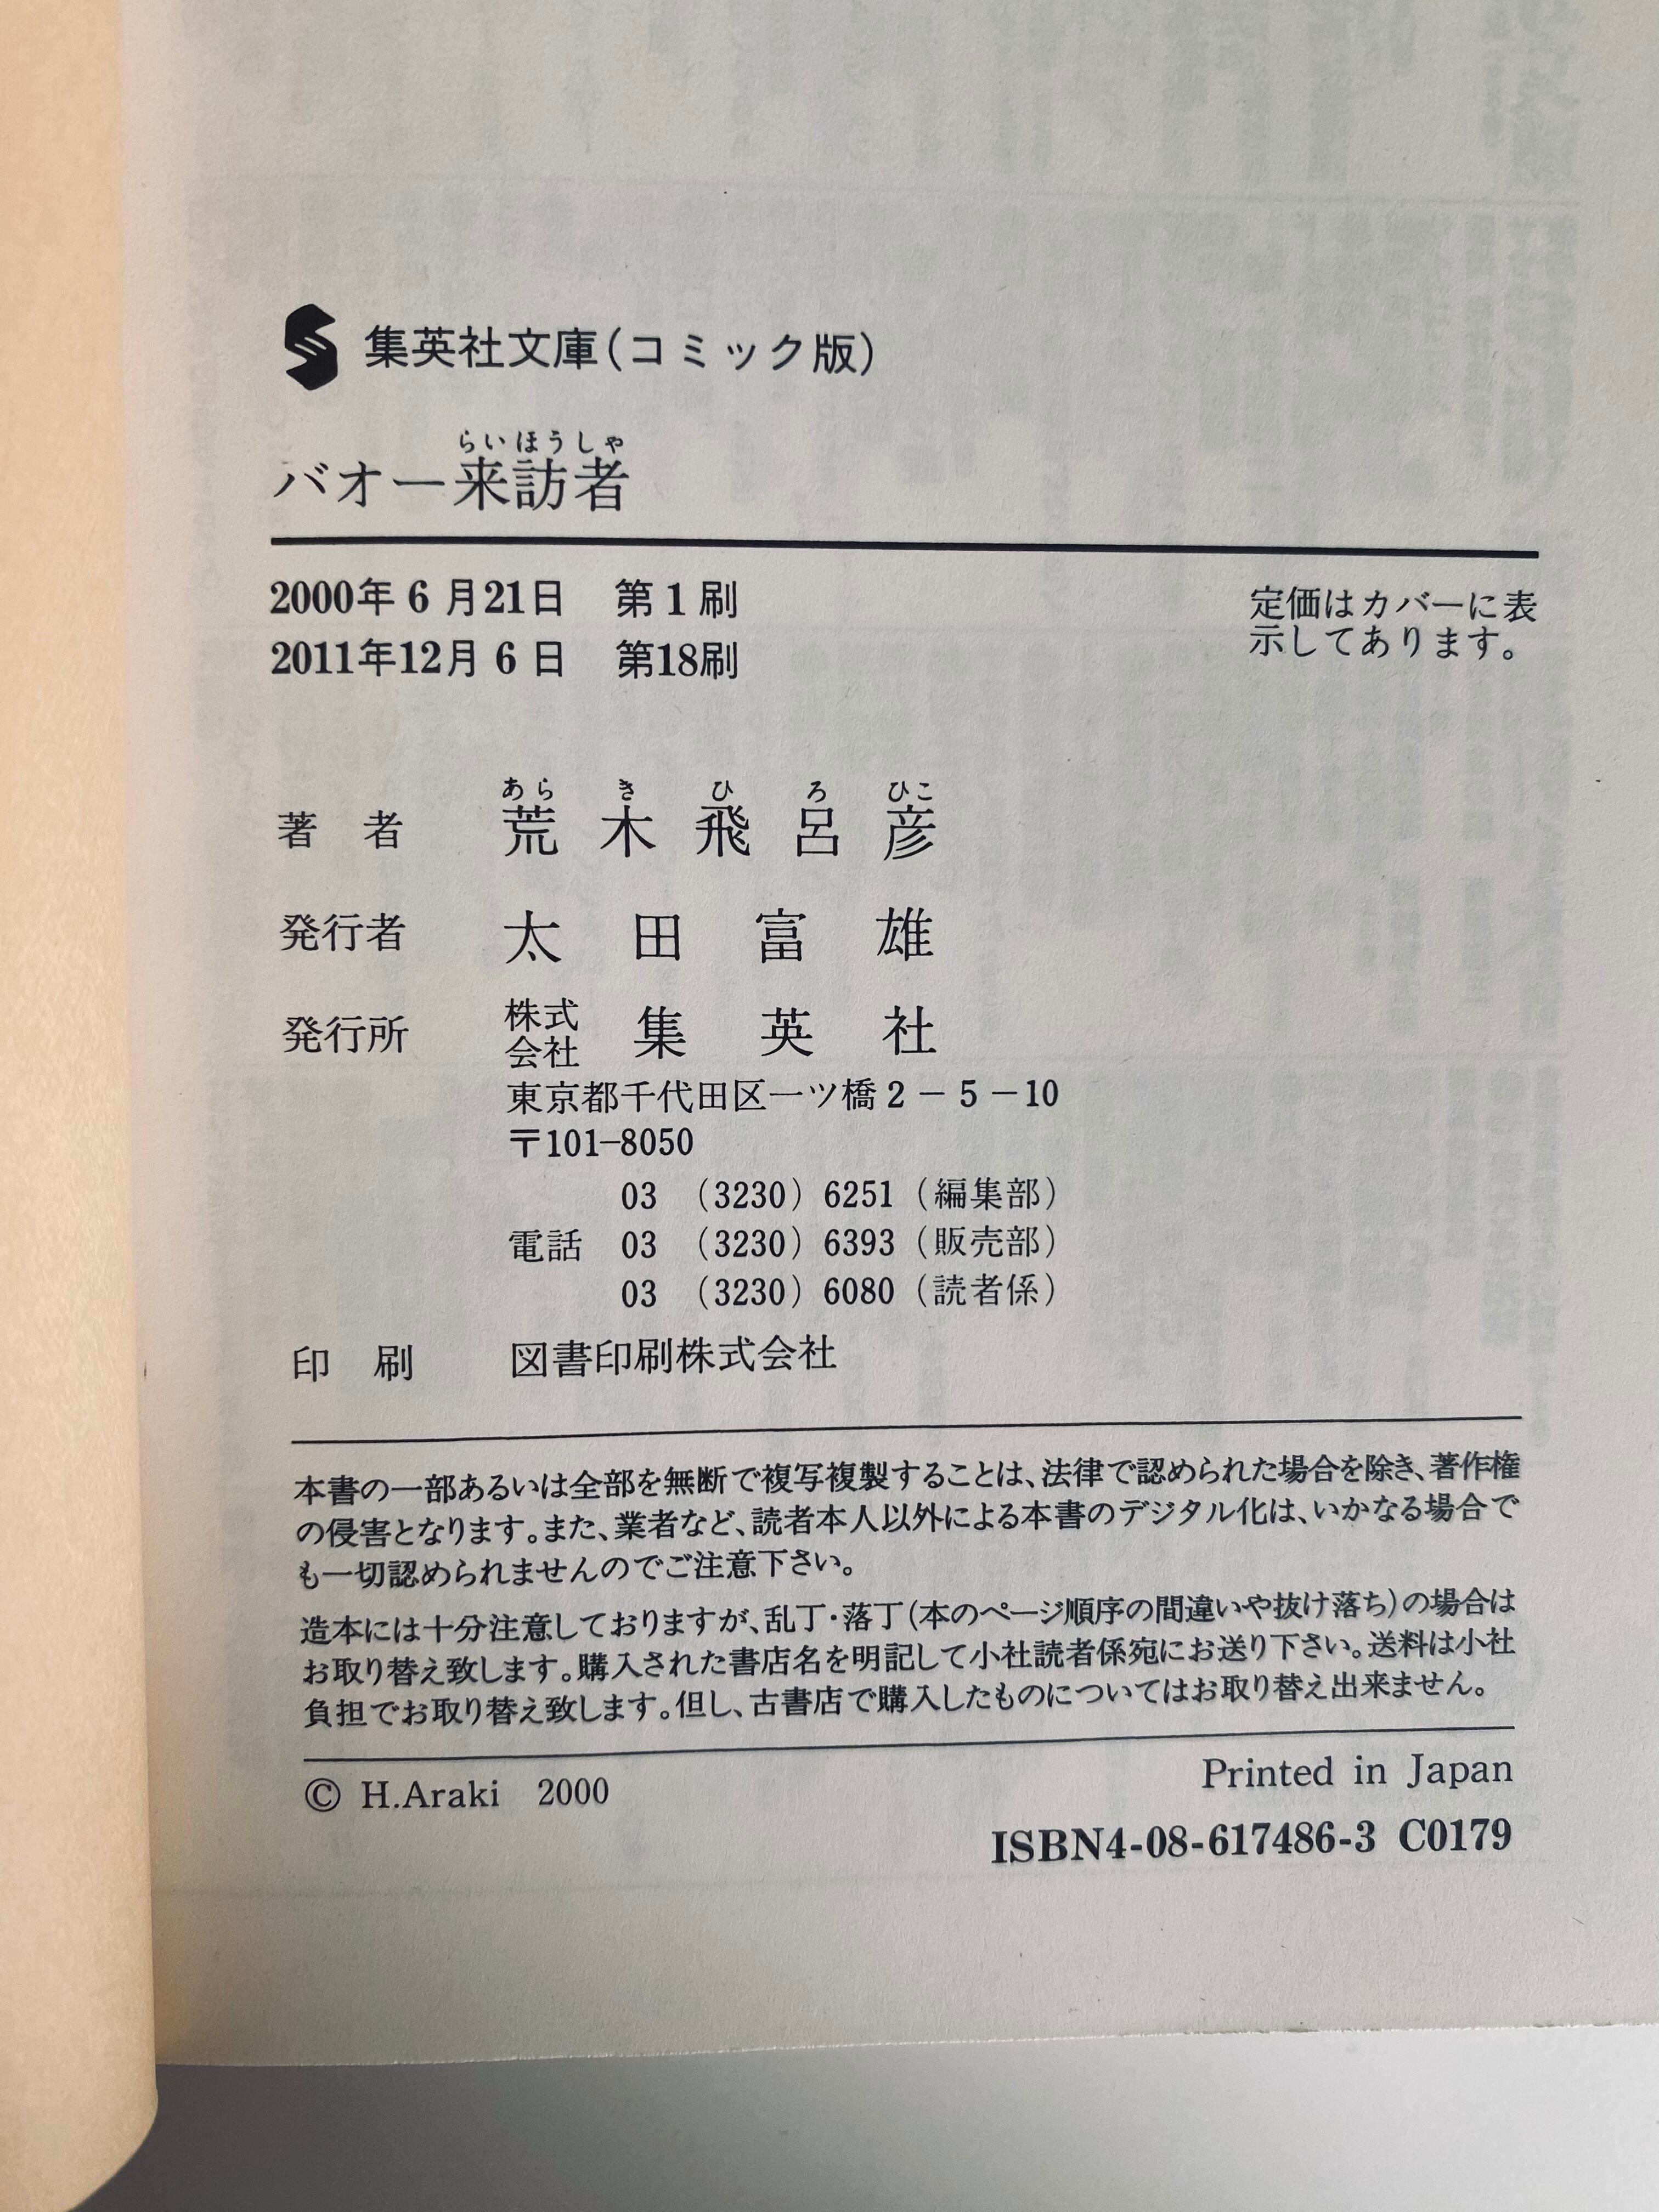 集英社文庫(コミック版)
らいほうしゃ
バオー来訪者
2000年6月21日 第1刷
2011年12月6日 第18刷
定価はカバーに表
示してあります。
あら き ひ ろ ひこ
著者 荒木飛呂彦
発行者 太田富雄
発行所 株式会社 集英社
東京都千代田区一ツ橋2-5-10
〒101-8050
03 (3230) 6251 (編集部)
電話 03 (3230) 6393 (販売部)
03 (3230) 6080 (読者係)
印刷 図書印刷株式会社
本書の一部あるいは全部を無断で複写複製することは、法律で認められた場合を除き、著作権
の侵害となります。また、業者など、読者本人以外による本書のデジタル化は、いかなる場合で
も一切認められませんのでご注意下さい。
造本には十分注意しておりますが、乱丁・落丁(本のページ順序の間違いや抜け落ち)の場合は
お取り替え致します。購入された書店名を明記して小社読者係宛にお送り下さい。送料は小社
負担でお取り替え致します。但し、古書店で購入したものについてはお取り替え出来ません。
© H.Araki 2000
Printed in Japan
ISBN4-08-617486-3 C0179